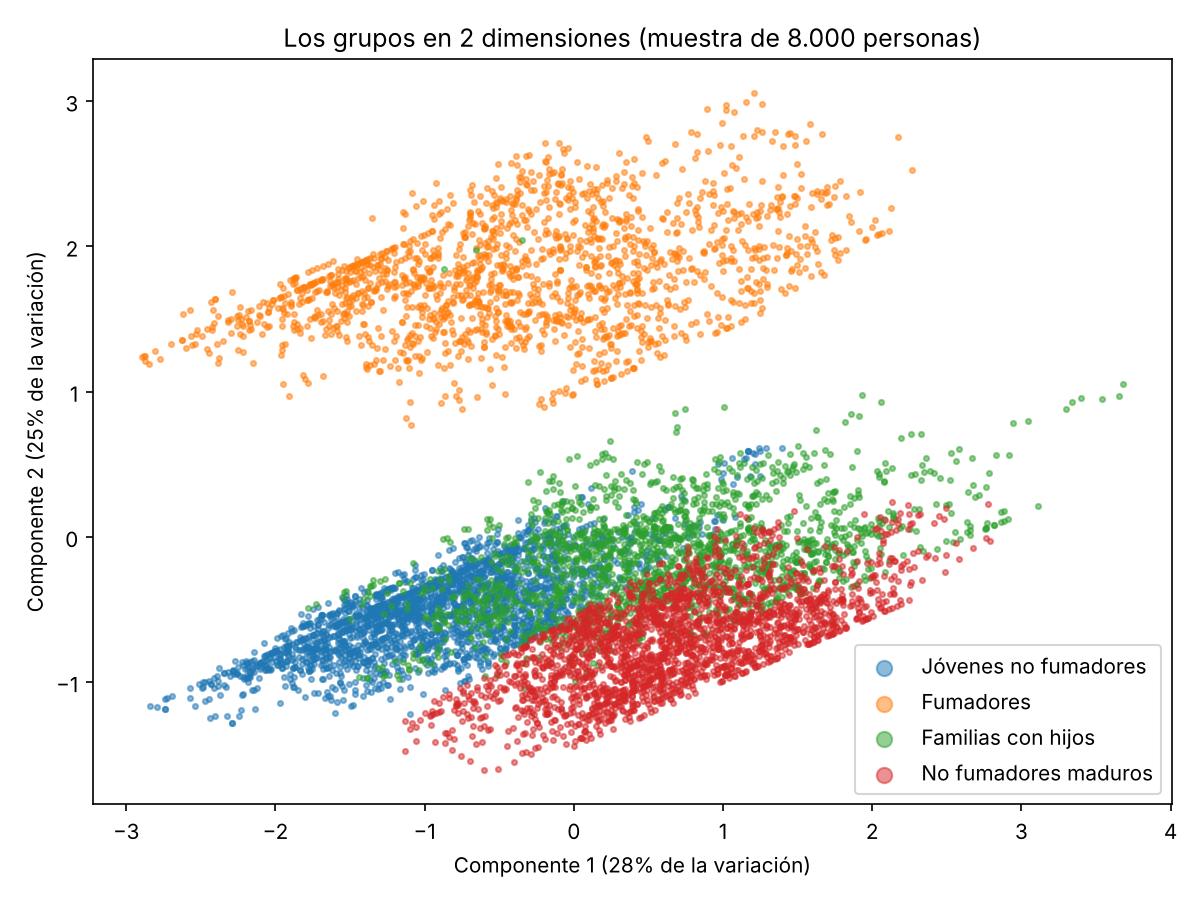 Los grupos en 2 dimensiones (muestra de 8.000 personas)
Componente 2 (25% de la variación)
3
2
1
0
−1
Jóvenes no fumadores
Fumadores
Familias con hijos
No fumadores maduros
−3 −2 −1 0 1 2 3 4
Componente 1 (28% de la variación)